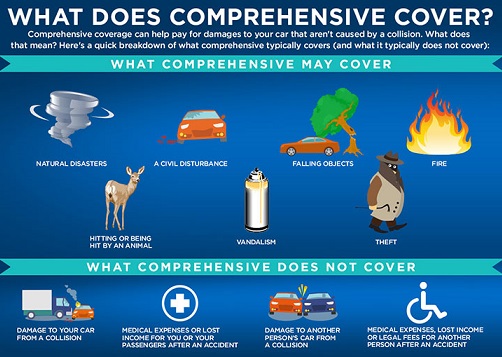 WHAT DOES COMPREHENSIVE COVER?
Comprehensive coverage can help pay for damages to your car that aren't caused by a collision. What does
that mean? Here's a quick breakdown of what comprehensive typically covers (and what it typically does not cover):
WHAT COMPREHENSIVE MAY COVER
NATURAL DISASTERS
A CIVIL DISTURBANCE
FALLING OBJECTS
FIRE
HITTING OR BEING
HIT BY AN ANIMAL
VANDALISM
THEFT
WHAT COMPREHENSIVE DOES NOT COVER
DAMAGE TO YOUR CAR
FROM A COLLISION
MEDICAL EXPENSES OR LOST
INCOME FOR YOU OR YOUR
PASSENGERS AFTER AN ACCIDENT
DAMAGE TO ANOTHER
PERSON'S CAR FROM
A COLLISION
MEDICAL EXPENSES, LOST INCOME
OR LEGAL FEES FOR ANOTHER
PERSON AFTER AN ACCIDENT